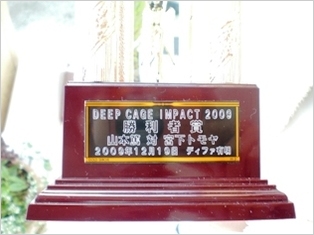 DEEP CAGE IMPACT 2009
勝利者賞
山本篤 対 宮下トモヤ
2009年12月19日 ディファ有明